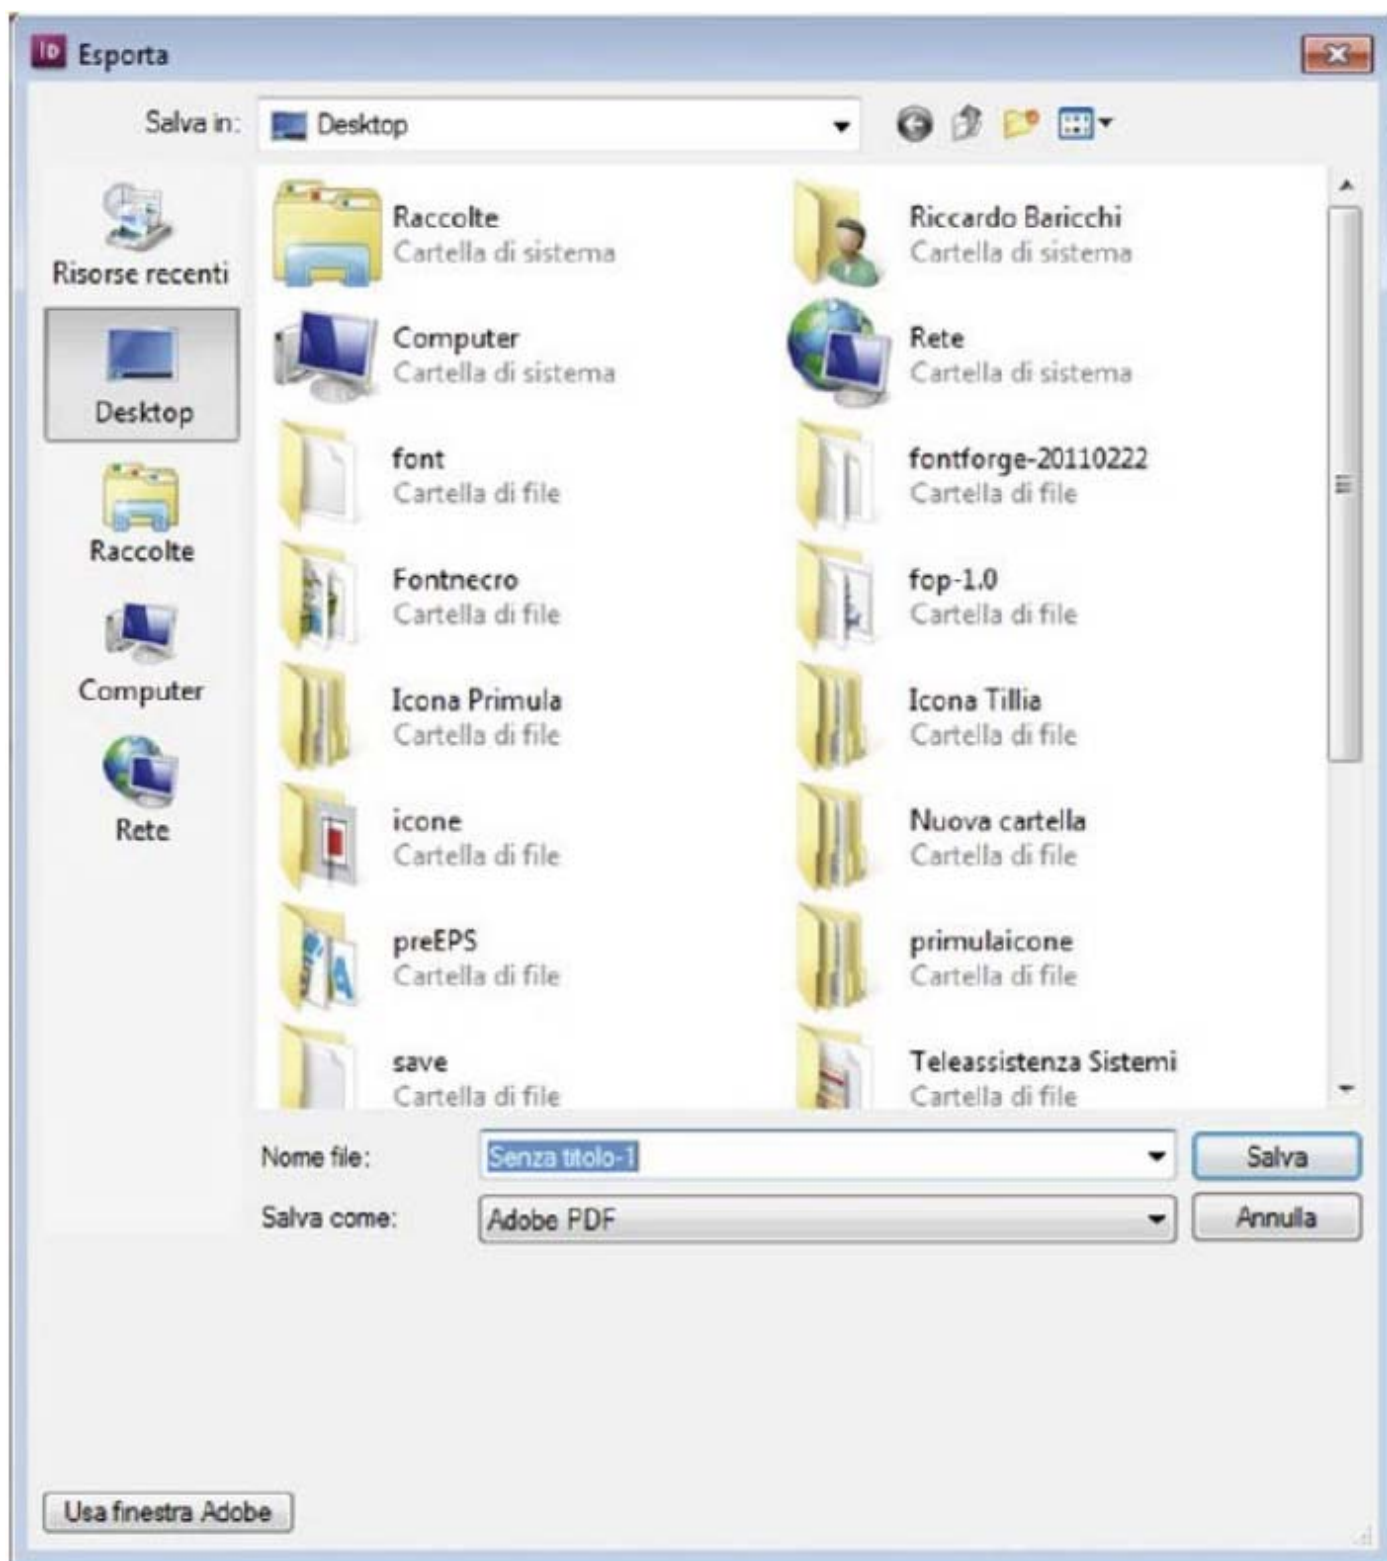 ID Esporta
Salva in: Desktop
Risorse recenti
Desktop
Raccolte
Computer
Rete
Raccolte
Cartella di sistema
Riccardo Baricchi
Cartella di sistema
Computer
Cartella di sistema
Rete
Cartella di sistema
font
Cartella di file
fontforge-20110222
Cartella di file
Fontnecro
Cartella di file
fop-1.0
Cartella di file
Icona Primula
Cartella di file
Icona Tillia
Cartella di file
icone
Cartella di file
Nuova cartella
Cartella di file
preEPS
Cartella di file
primulaicone
Cartella di file
save
Cartella di file
Teleassistenza Sistemi
Cartella di file
Nome file: Senza titolo-1 Salva
Salva come: Adobe PDF Annulla
Usa finestra Adobe